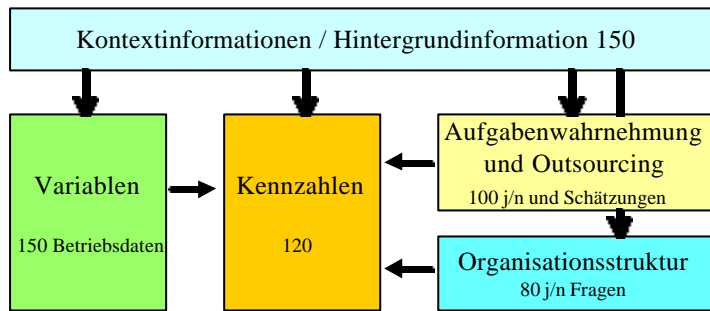 Kontextinformationen / Hintergrundinformation 150
Variablen
150 Betriebsdaten
Kennzahlen
120
Aufgabenwahrnehmung
und Outsourcing
100 j/n und Schätzungen
Organisationsstruktur
80 j/n Fragen